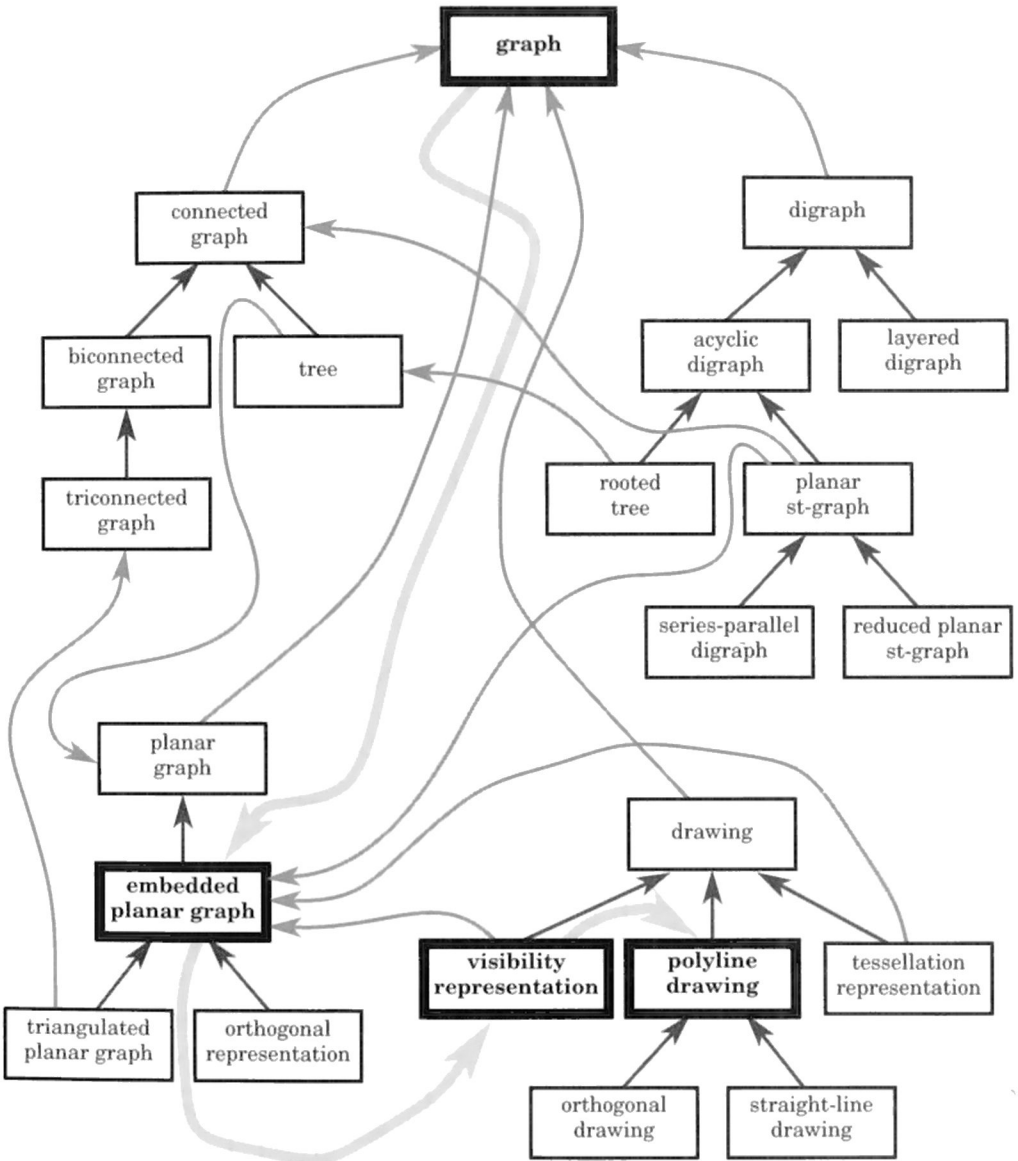 graph
connected
graph
digraph
biconnected
graph
tree
acyclic
digraph
layered
digraph
triconnected
graph
rooted
tree
planar
st-graph
series-parallel
digraph
reduced planar
st-graph
planar
graph
drawing
embedded
planar graph
visibility
representation
polyline
drawing
tessellation
representation
triangulated
planar graph
orthogonal
representation
orthogonal
drawing
straight-line
drawing